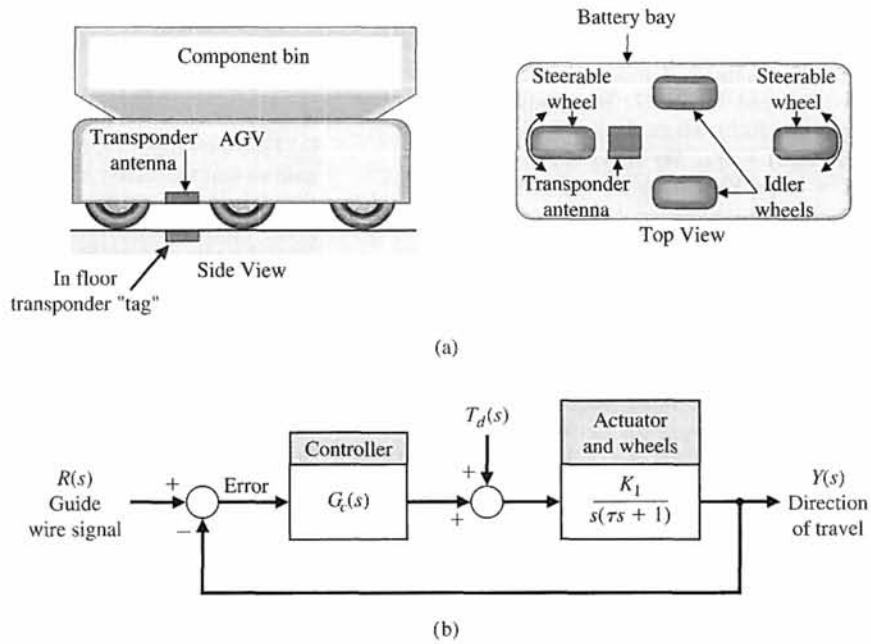 Component bin
Transponder
antenna
AGV
In floor
transponder "tag"
Side View
Battery bay
Steerable
wheel
Steerable
wheel
Transponder
antenna
Idler
wheels
Top View
(a)
R(s)
Guide
wire signal
+
−
Error
Controller
G_c(s)
T_d(s)
+
+
Actuator
and wheels
K_1
s(τs + 1)
Y(s)
Direction
of travel
(b)